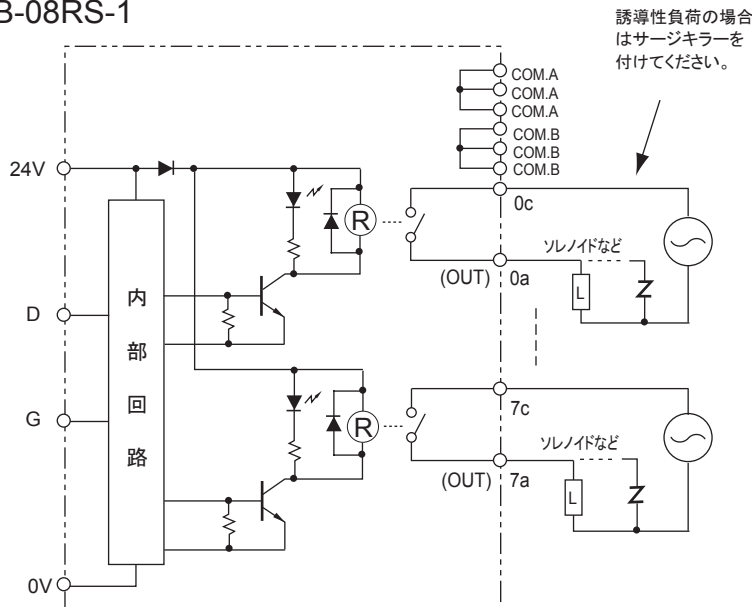 B-08RS-1
誘導性負荷の場合
はサージキラーを
付けてください。
COM.A
COM.A
COM.A
COM.B
COM.B
COM.B
24V
R
0c
ソレノイドなど
(OUT) 0a
L
Z
D
内
部
回
路
G
R
7c
ソレノイドなど
(OUT) 7a
L
Z
0V